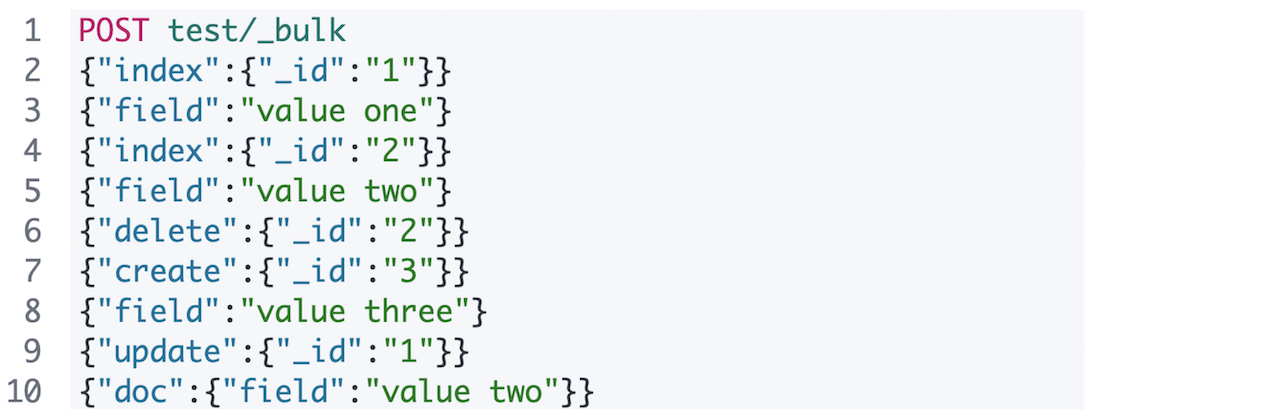 1 POST test/_bulk
2 {"index":{"_id":"1"}}
3 {"field":"value one"}
4 {"index":{"_id":"2"}}
5 {"field":"value two"}
6 {"delete":{"_id":"2"}}
7 {"create":{"_id":"3"}}
8 {"field":"value three"}
9 {"update":{"_id":"1"}}
10 {"doc":{"field":"value two"}}